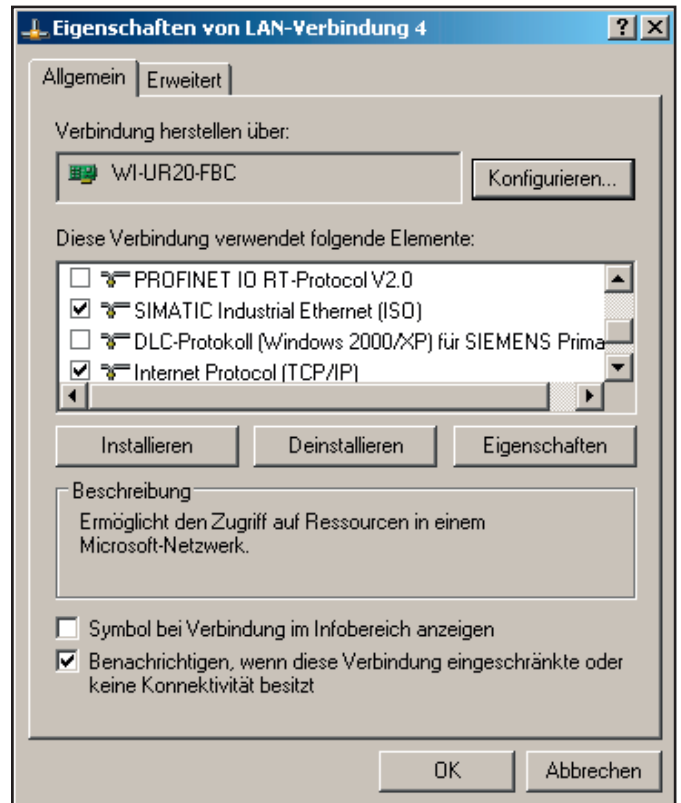 Eigenschaften von LAN-Verbindung 4
Allgemein
Erweitert
Verbindung herstellen über:
WI-UR20-FBC
Konfigurieren...
Diese Verbindung verwendet folgende Elemente:
PROFINET IO RT-Protocol V2.0
SIMATIC Industrial Ethernet (ISO)
DLC-Protokoll (Windows 2000/XP) für SIEMENS Prima
Internet Protocol (TCP/IP)
Installieren
Deinstallieren
Eigenschaften
Beschreibung
Ermöglicht den Zugriff auf Ressourcen in einem
Microsoft-Netzwerk.
Symbol bei Verbindung im Infobereich anzeigen
Benachrichtigen, wenn diese Verbindung eingeschränkte oder
keine Konnektivität besitzt
OK
Abbrechen